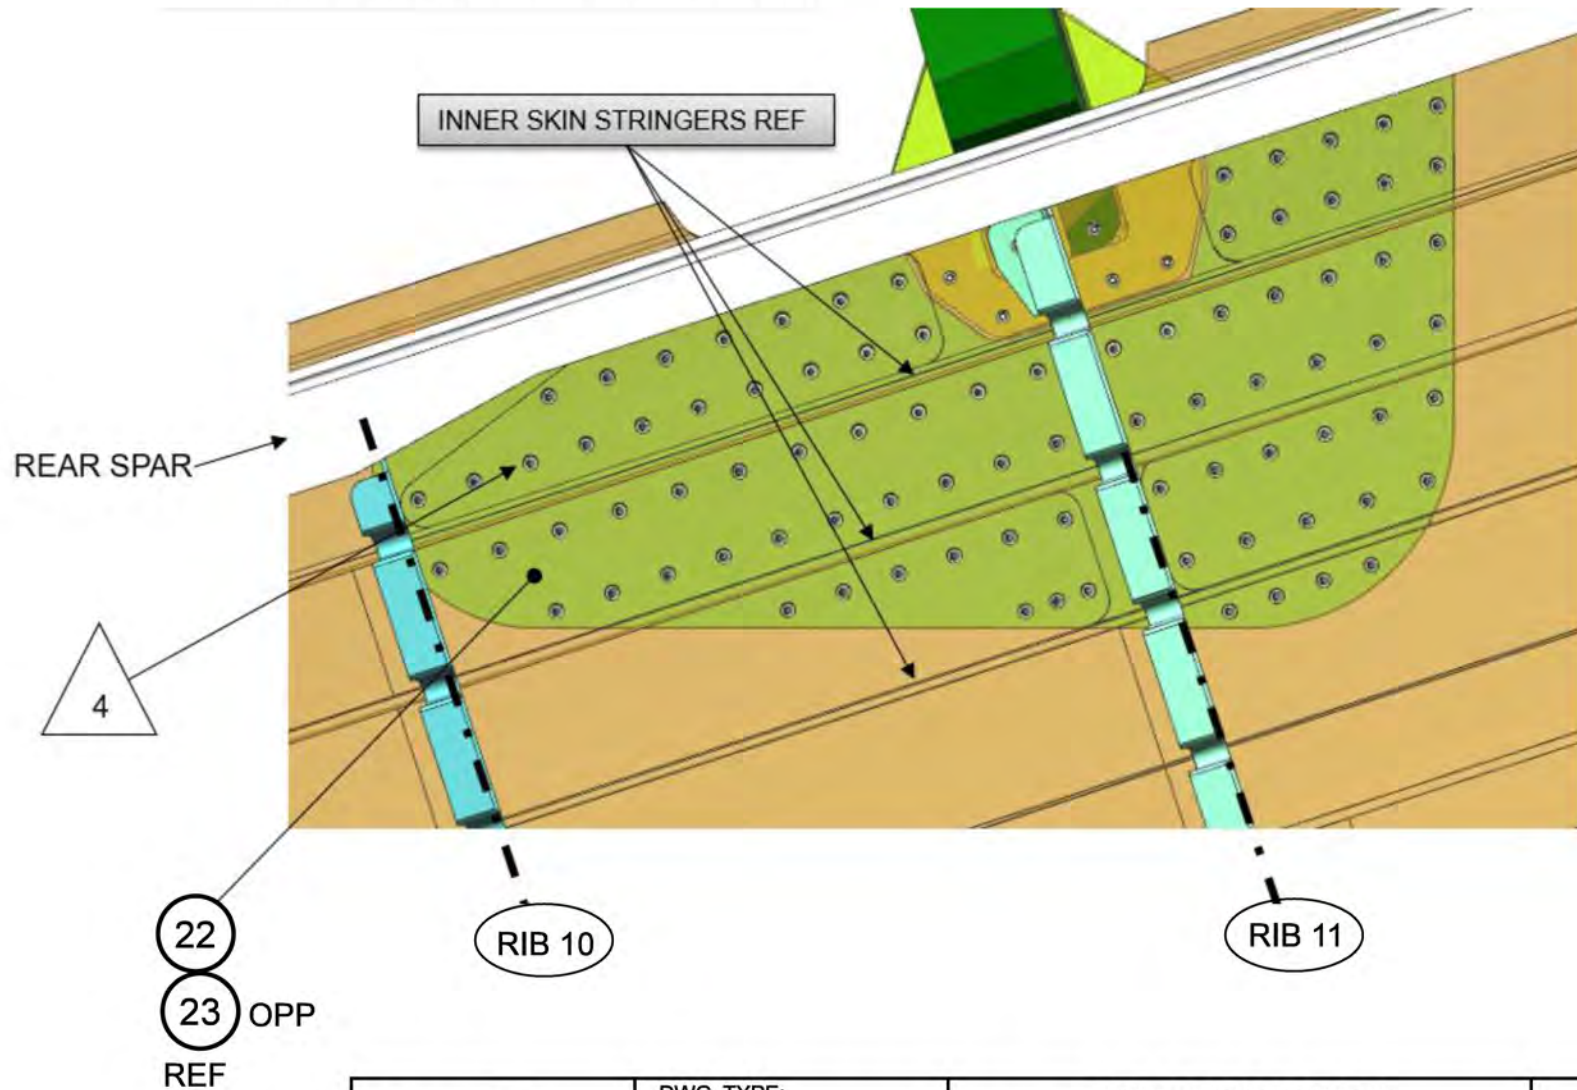 INNER SKIN STRINGERS REF
REAR SPAR
4
22
23 OPP
REF
RIB 10
RIB 11
DWG. TYPE: